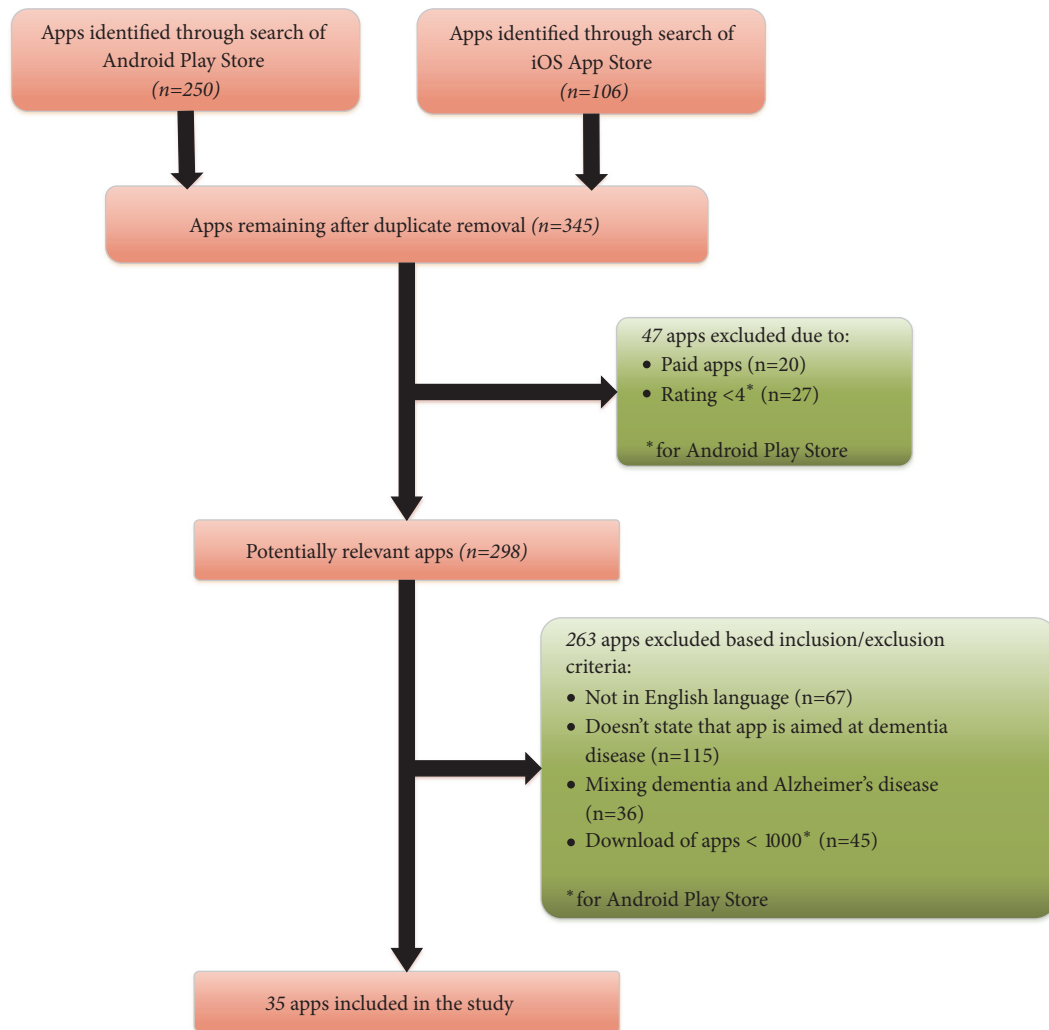 Apps identified through search of
Android Play Store
(n=250)
Apps identified through search of
iOS App Store
(n=106)
Apps remaining after duplicate removal (n=345)
47 apps excluded due to:
• Paid apps (n=20)
• Rating <4* (n=27)
*for Android Play Store
Potentially relevant apps (n=298)
263 apps excluded based inclusion/exclusion
criteria:
• Not in English language (n=67)
• Doesn't state that app is aimed at dementia
disease (n=115)
• Mixing dementia and Alzheimer's disease
(n=36)
• Download of apps < 1000* (n=45)
*for Android Play Store
35 apps included in the study